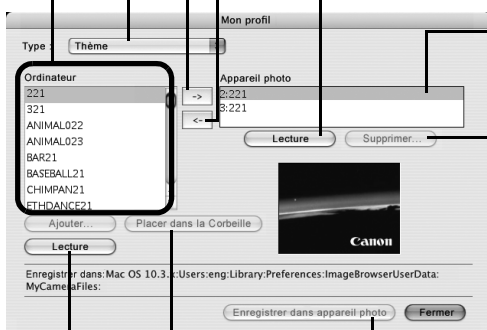 Mon profil
Type : Thème
Ordinateur
Appareil photo
221
321
ANIMAL022
ANIMAL023
BAR21
BASEBALL21
CHIMPAN21
ETHDANCE21
->
<-
2:221
3:221
Lecture
Supprimer...
Ajouter...
Placer dans la Corbeille
Lecture
Canon
Enregistrer dans:Mac OS 10.3.x:Users:eng:Library:Preferences:ImageBrowserUserData:
MyCameraFiles:
Enregistrer dans appareil photo
Fermer